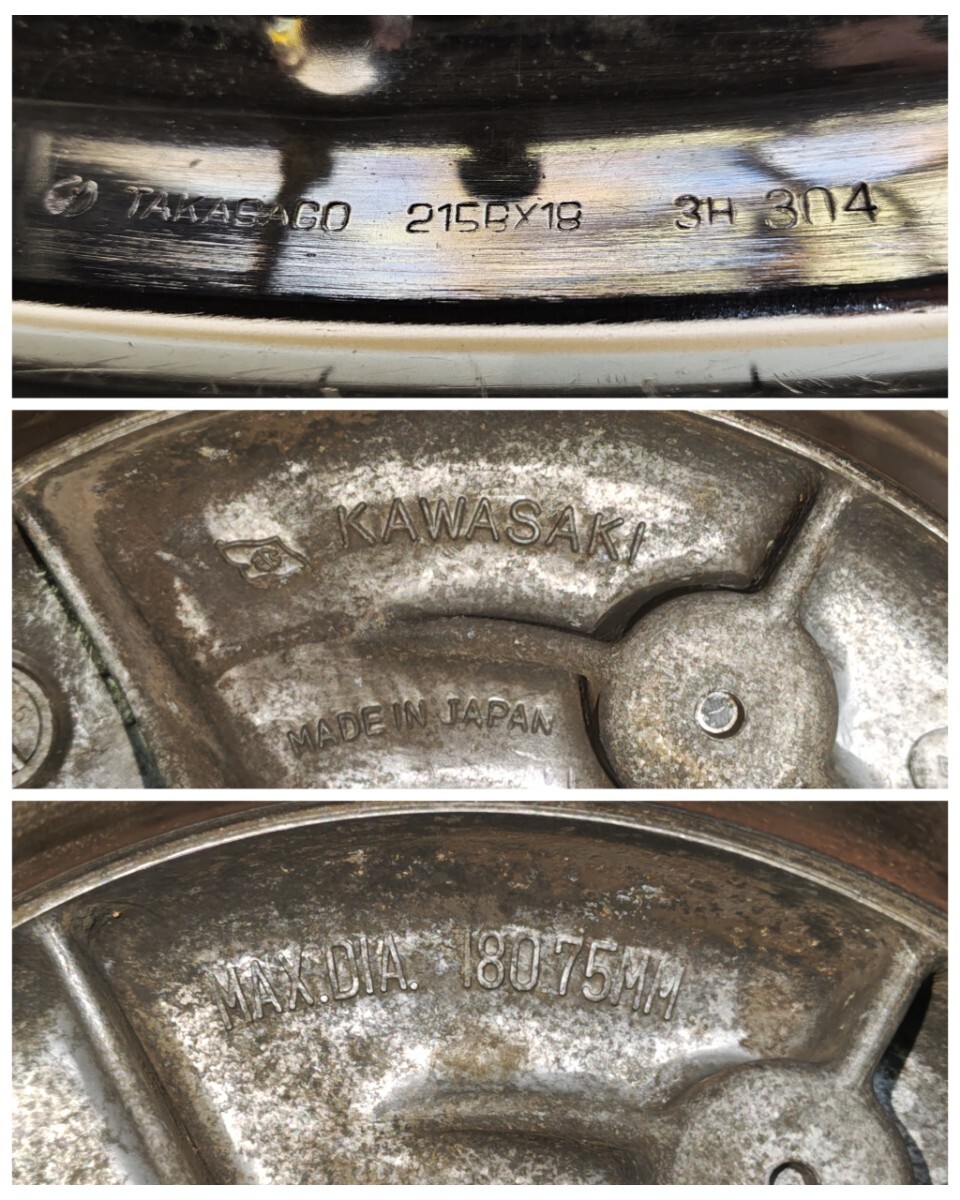 TAKASAGO 215BX18 3H 304
KAWASAKI
MADE IN JAPAN
MAX.DIA. 180.75MM